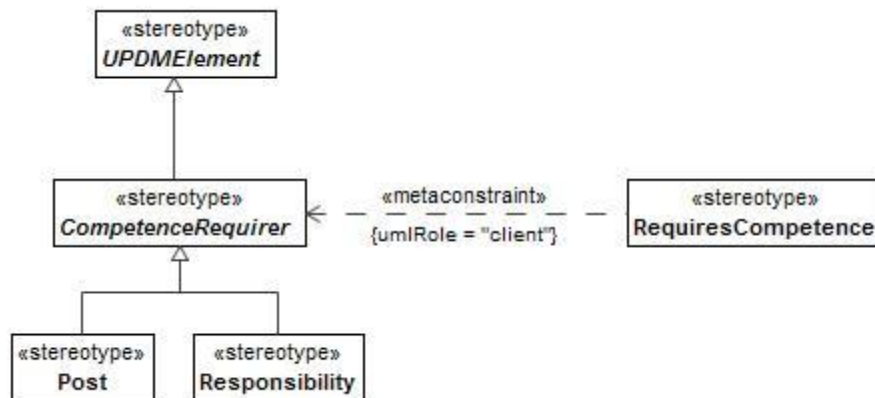 «stereotype»
UPDMElement
«stereotype»
CompetenceRequirer
«metaconstraint»
{umlRole = "client"}
«stereotype»
RequiresCompetence
«stereotype»
Post
«stereotype»
Responsibility